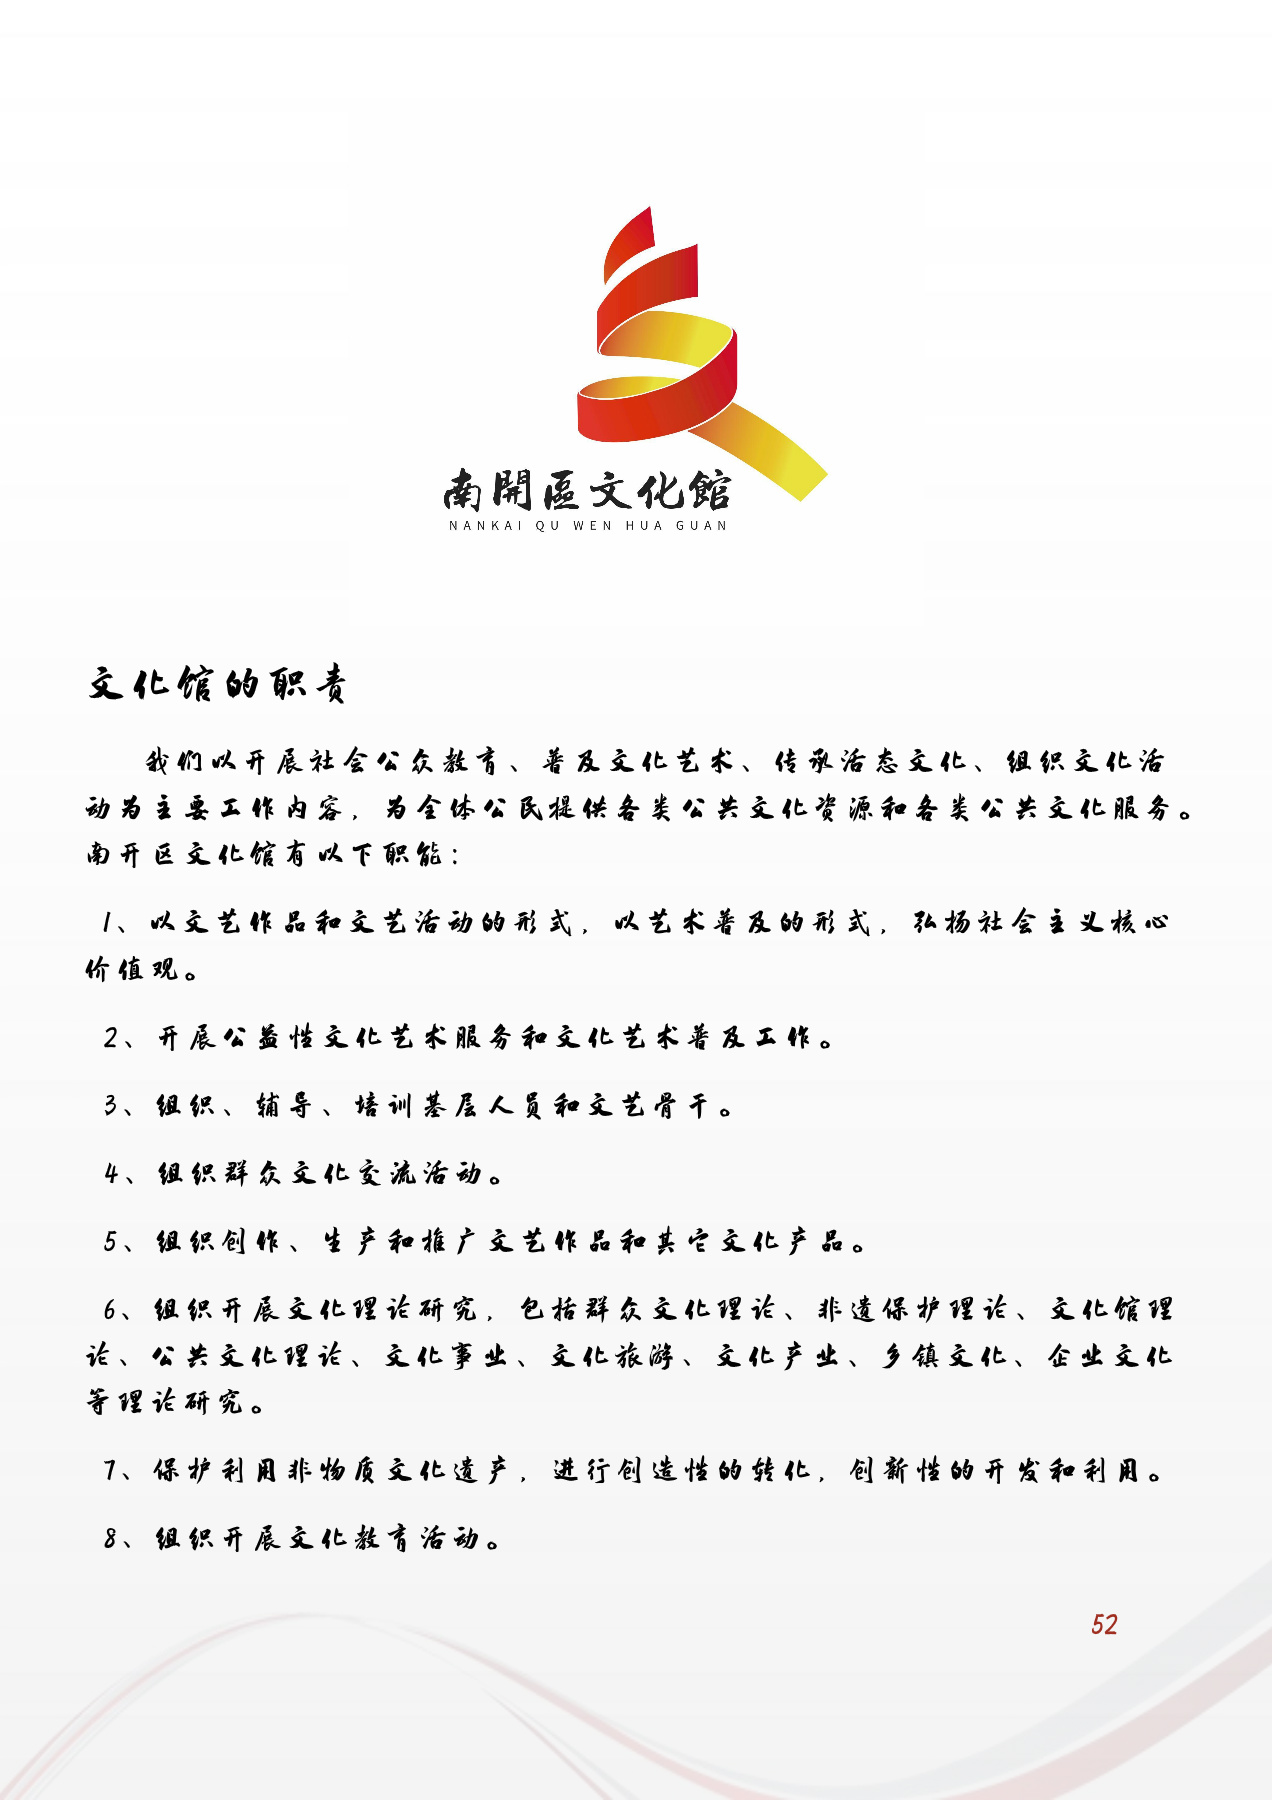 南開區文化館
NANKAI QU WEN HUA GUAN
文化馆的职责
我们以开展社会公众教育、普及文化艺术、传承活态文化、组织文化活
动为主要工作内容，为全体公民提供各类公共文化资源和各类公共文化服务。
南开区文化馆有以下职能：
1、以文艺作品和文艺活动的形式，以艺术普及的形式，弘扬社会主义核心
价值观。
2、开展公益性文化艺术服务和文化艺术普及工作。
3、组织、辅导、培训基层人员和文艺骨干。
4、组织群众文化交流活动。
5、组织创作、生产和推广文艺作品和其它文化产品。
6、组织开展文化理论研究，包括群众文化理论、非遗保护理论、文化馆理
论、公共文化理论、文化事业、文化旅游、文化产业、乡镇文化、企业文化
等理论研究。
7、保护利用非物质文化遗产，进行创造性的转化，创新性的开发和利用。
8、组织开展文化教育活动。
52